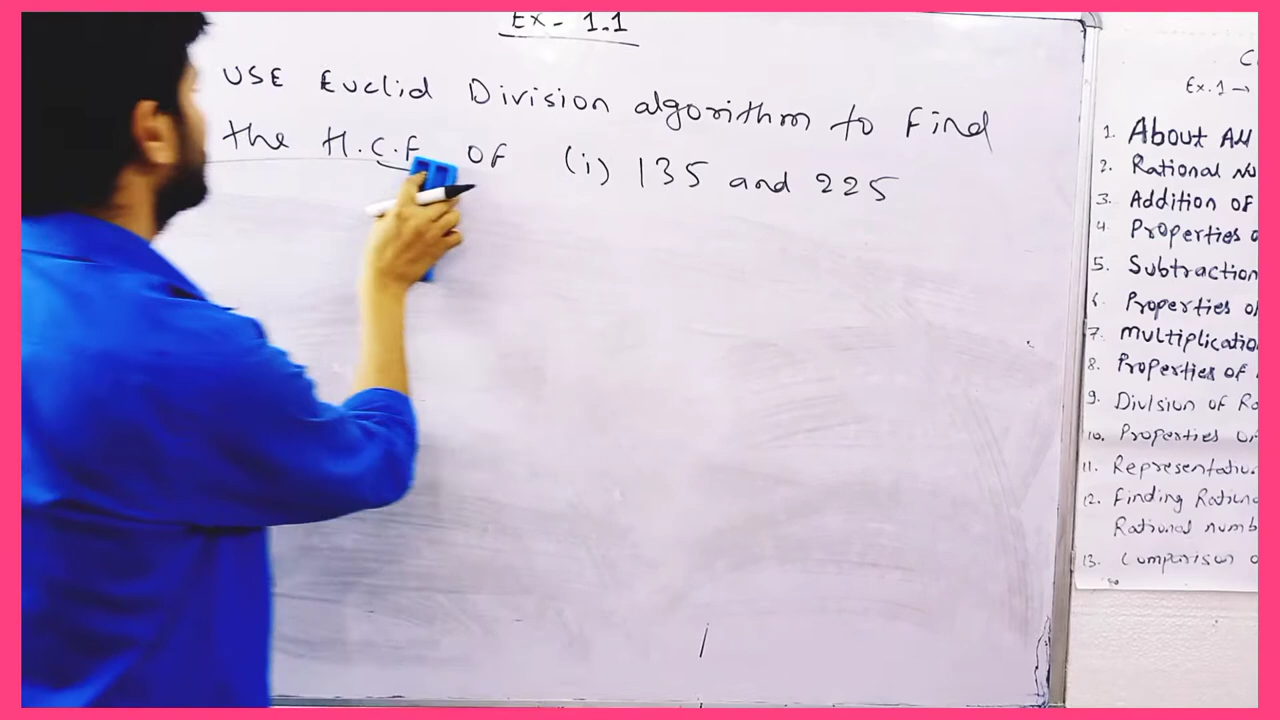 Ex - 1.1
USE Euclid Division algorithm to Find
the H.C.F OF (i) 135 and 225
Ex.1 →
1. About All
2. Rational
3. Addition OF
4. Properties
5. Subtraction
6. Properties
7. Multiplication
8. Properties OF
9. Division OF
10. Properties
11. Representation
12. Finding
Rational
13. Comparison